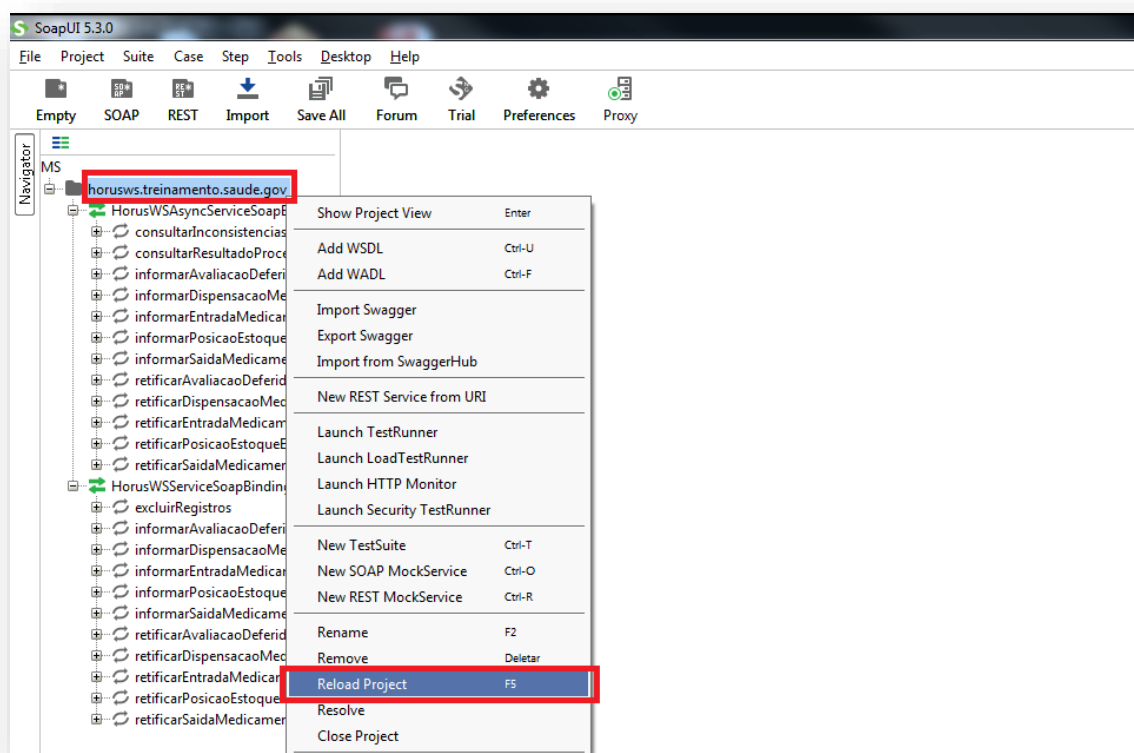 SoapUI 5.3.0
File Project Suite Case Step Tools Desktop Help
Empty SOAP REST Import Save All Forum Trial Preferences Proxy
Navigator
MS
horusws.treinamento.saude.gov
HorusWSAsyncServiceSoapB
consultarInconsistencias
consultarResultadoProce
informarAvaliacaoDeferi
informarDispensacaoMe
informarEntradaMedicar
informarPosicaoEstoque
informarSaidaMedicame
retificarAvaliacaoDeferid
retificarDispensacaoMed
retificarEntradaMedicam
retificarPosicaoEstoqueE
retificarSaidaMedicamer
HorusWSServiceSoapBinding
excluirRegistros
informarAvaliacaoDeferi
informarDispensacaoMe
informarEntradaMedicar
informarPosicaoEstoque
informarSaidaMedicame
retificarAvaliacaoDeferid
retificarDispensacaoMed
retificarEntradaMedicar
retificarPosicaoEstoque
retificarSaidaMedicamer
Show Project View Enter
Add WSDL Ctrl-U
Add WADL Ctrl-F
Import Swagger
Export Swagger
Import from SwaggerHub
New REST Service from URI
Launch TestRunner
Launch LoadTestRunner
Launch HTTP Monitor
Launch Security TestRunner
New TestSuite Ctrl-T
New SOAP MockService Ctrl-O
New REST MockService Ctrl-R
Rename F2
Remove Deletar
Reload Project F5
Resolve
Close Project